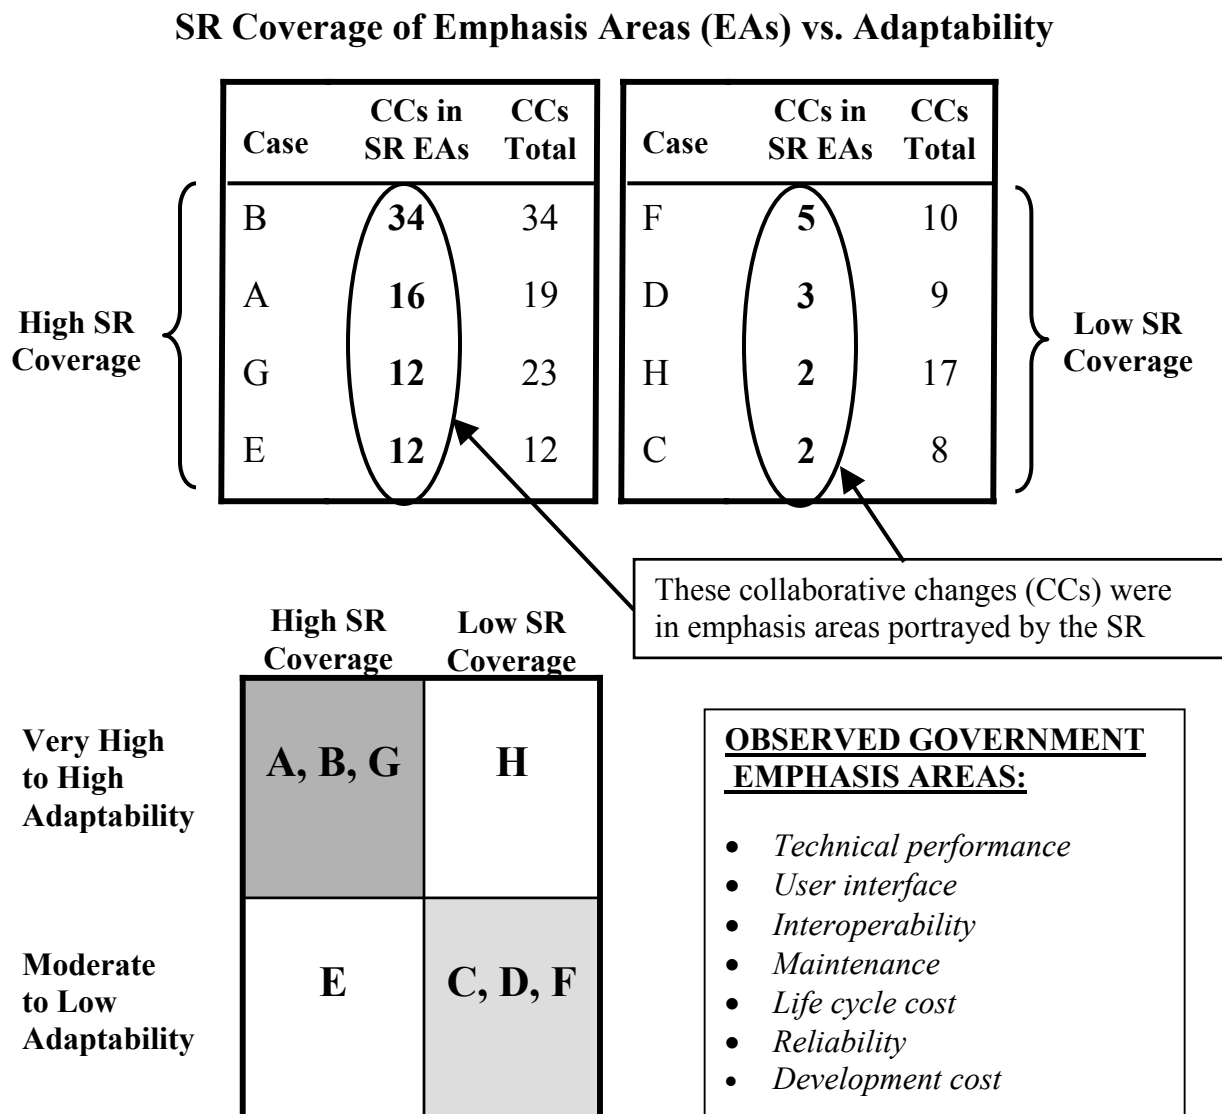 SR Coverage of Emphasis Areas (EAs) vs. Adaptability
High SR
Coverage
Case CCs in SR EAs CCs Total
B 34 34
A 16 19
G 12 23
E 12 12
Case CCs in SR EAs CCs Total
F 5 10
D 3 9
H 2 17
C 2 8
Low SR
Coverage
These collaborative changes (CCs) were
in emphasis areas portrayed by the SR
High SR
Coverage
Low SR
Coverage
Very High
to High
Adaptability
A, B, G
H
Moderate
to Low
Adaptability
E
C, D, F
OBSERVED GOVERNMENT
EMPHASIS AREAS:
• Technical performance
• User interface
• Interoperability
• Maintenance
• Life cycle cost
• Reliability
• Development cost